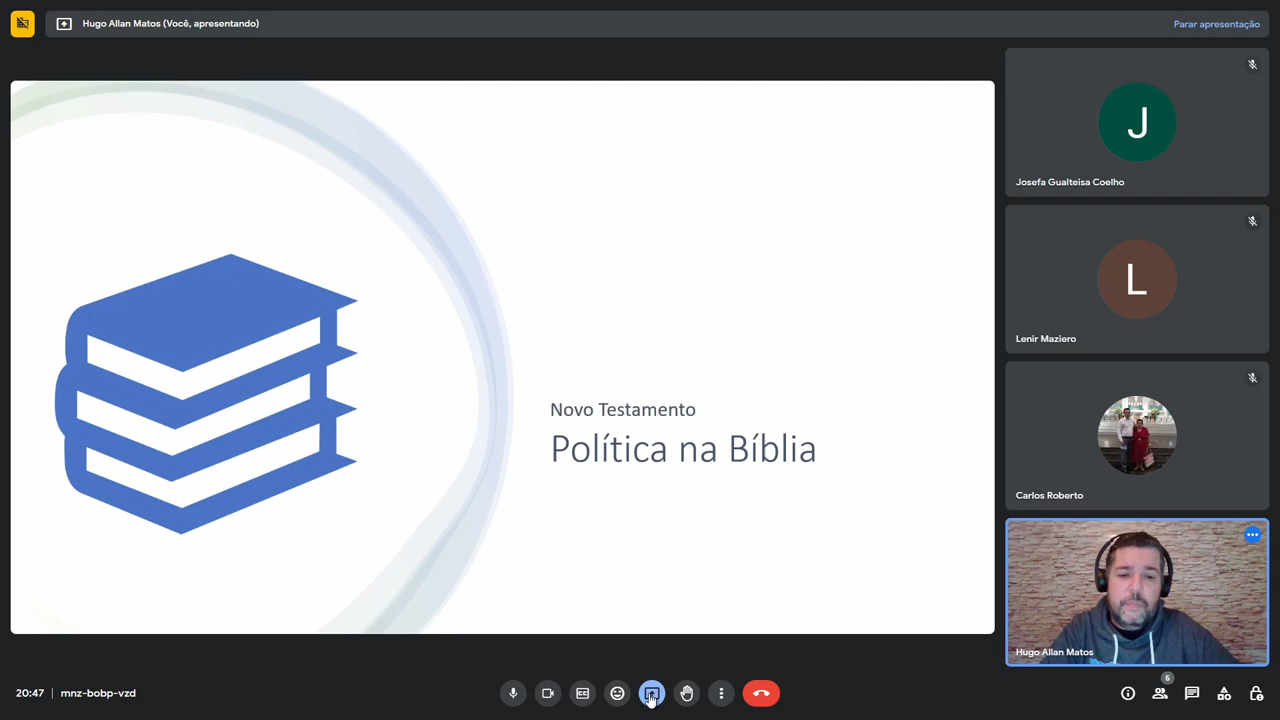 Hugo Allan Matos (Você, apresentando)
Parar apresentação
J
Josefa Gualteisa Coelho
L
Lenir Maziero
Carlos Roberto
Hugo Allan Matos
Novo Testamento
Política na Bíblia
20:47
mnz-bobp-vzd
CC
6